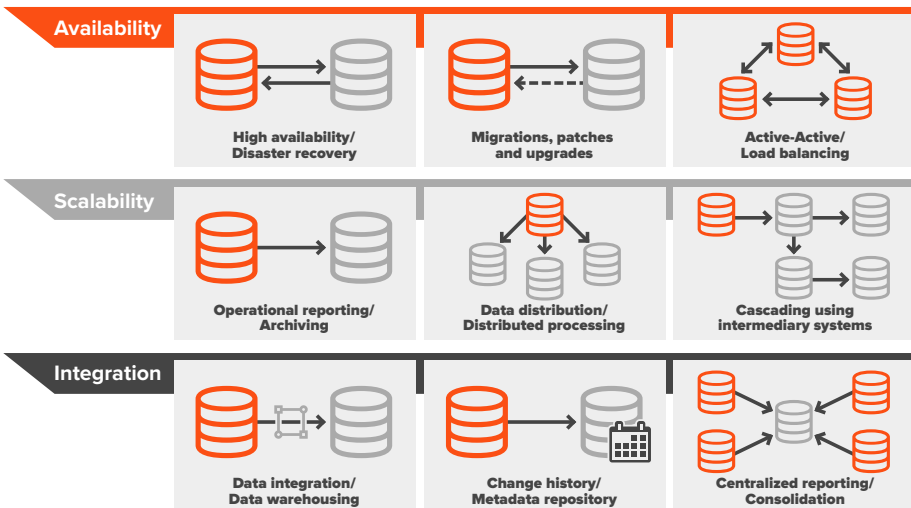 Availability
High availability/
Disaster recovery
Migrations, patches
and upgrades
Active-Active/
Load balancing
Scalability
Operational reporting/
Archiving
Data distribution/
Distributed processing
Cascading using
intermediary systems
Integration
Data integration/
Data warehousing
Change history/
Metadata repository
Centralized reporting/
Consolidation